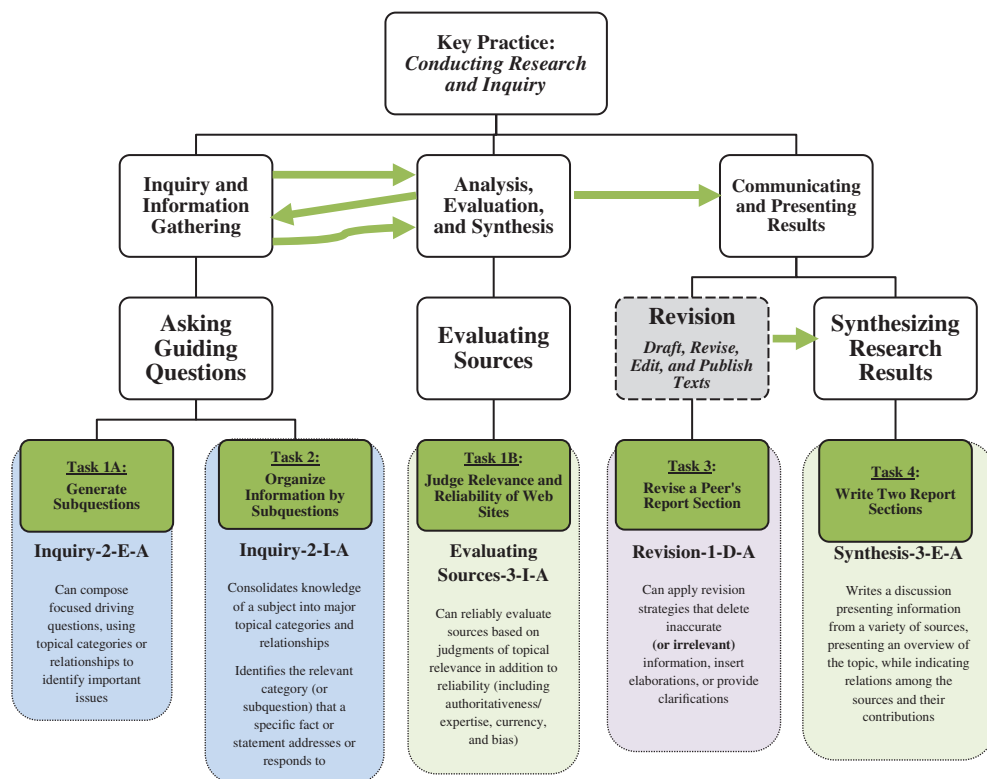 Key Practice:
Conducting Research
and Inquiry
Inquiry and
Information
Gathering
Analysis,
Evaluation,
and Synthesis
Communicating
and Presenting
Results
Asking
Guiding
Questions
Evaluating
Sources
Revision
Draft, Revise,
Edit, and Publish
Texts
Synthesizing
Research
Results
Task 1A:
Generate
Subquestions
Inquiry-2-E-A
Can compose
focused driving
questions, using
topical categories or
relationships to
identify important
issues
Task 2:
Organize
Information by
Subquestions
Inquiry-2-I-A
Consolidates knowledge
of a subject into major
topical categories and
relationships
Identifies the relevant
category (or
subquestion) that a
specific fact or
statement addresses or
responds to
Task 1B:
Judge Relevance and
Reliability of Web
Sites
Evaluating
Sources-3-I-A
Can reliably evaluate
sources based on
judgments of topical
relevance in addition to
reliability (including
authoritativeness/
expertise, currency,
and bias)
Task 3:
Revise a Peer's
Report Section
Revision-1-D-A
Can apply revision
strategies that delete
inaccurate
(or irrelevant)
information, insert
elaborations, or provide
clarifications
Task 4:
Write Two Report
Sections
Synthesis-3-E-A
Writes a discussion
presenting information
from a variety of sources,
presenting an overview of
the topic, while indicating
relations among the
sources and their
contributions